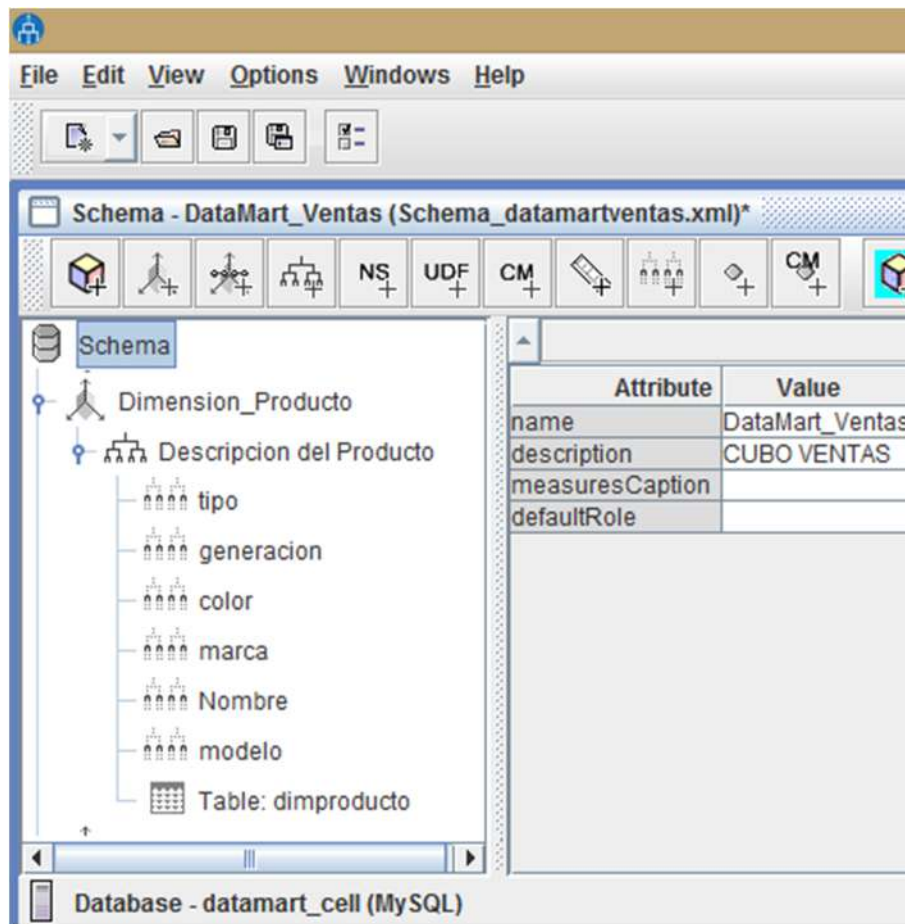 File Edit View Options Windows Help
Schema - DataMart_Ventas (Schema_datamartventas.xml)*
NS UDF CM CM
Schema
Dimension_Producto
Descripcion del Producto
tipo
generacion
color
marca
Nombre
modelo
Table: dimproducto
Attribute Value
name DataMart_Ventas
description CUBO VENTAS
measuresCaption
defaultRole
Database - datamart_cell (MySQL)